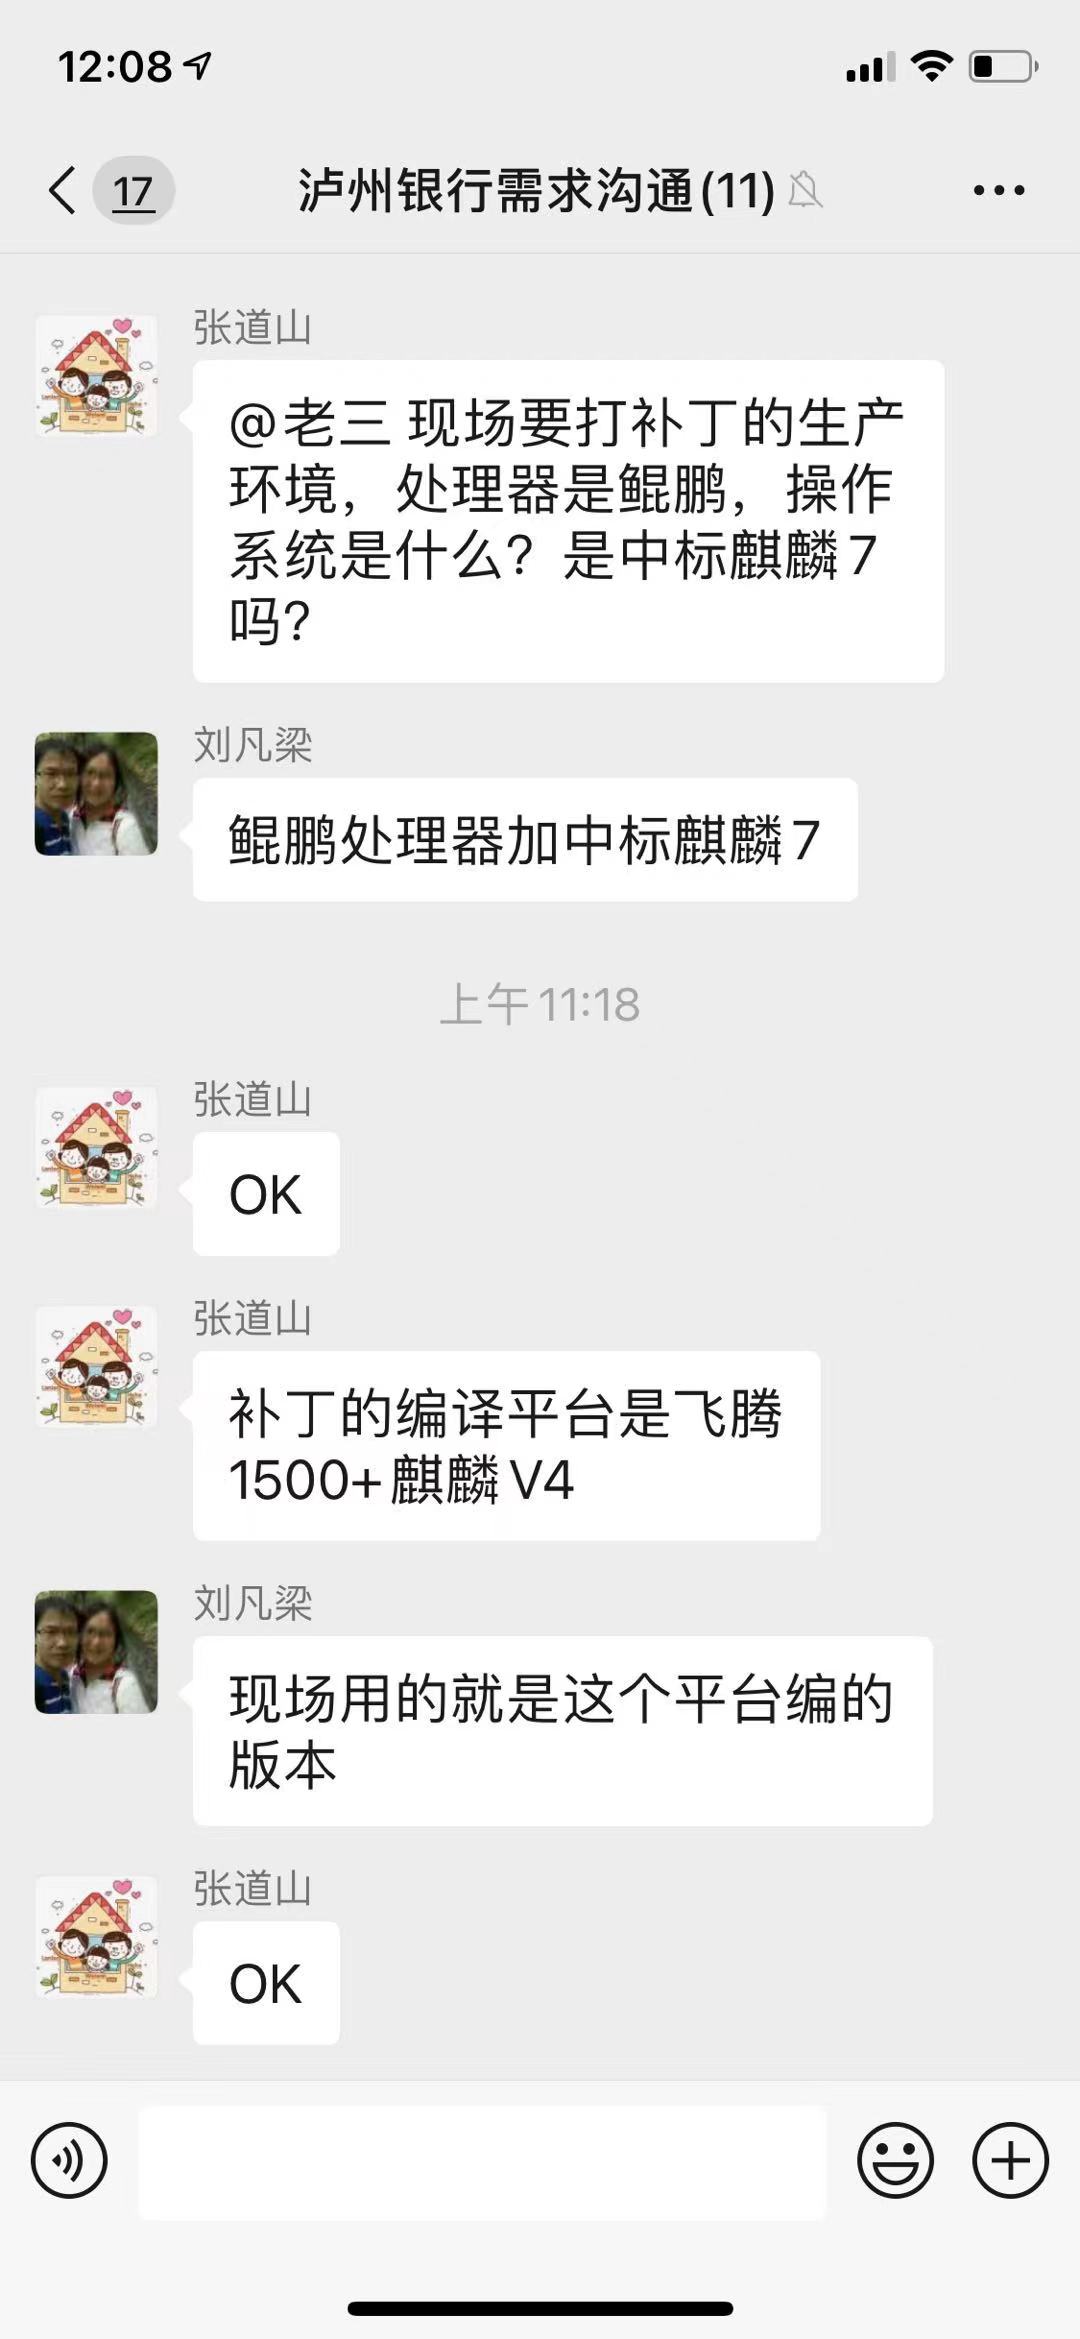 12:08
17
泸州银行需求沟通(11)
张道山
@老三 现场要打补丁的生产
环境，处理器是鲲鹏，操作
系统是什么？是中标麒麟7
吗?
刘凡梁
鲲鹏处理器加中标麒麟7
上午11:18
张道山
OK
张道山
补丁的编译平台是飞腾
1500+麒麟V4
刘凡梁
现场用的就是这个平台编的
版本
张道山
OK